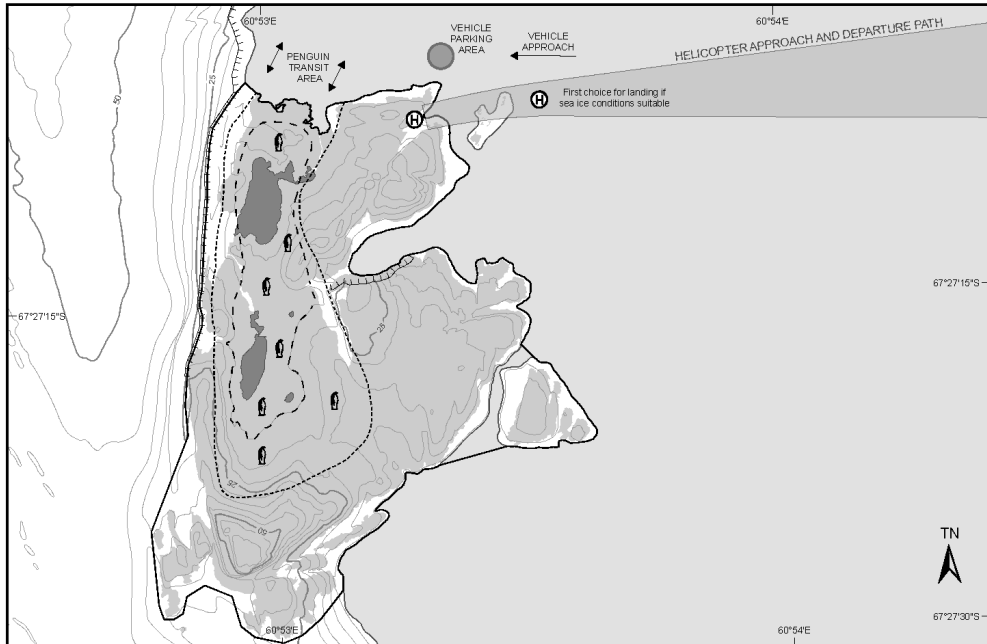 60°53'E
60°54'E
VEHICLE
PARKING
AREA
VEHICLE
APPROACH
HELICOPTER APPROACH AND DEPARTURE PATH
PENGUIN
TRANSIT
AREA
25
50
H
First choice for landing if
sea ice conditions suitable
H
67°27'15"S
67°27'15"S
25
25
50
TN
60°53'E
60°54'E
67°27'30"S